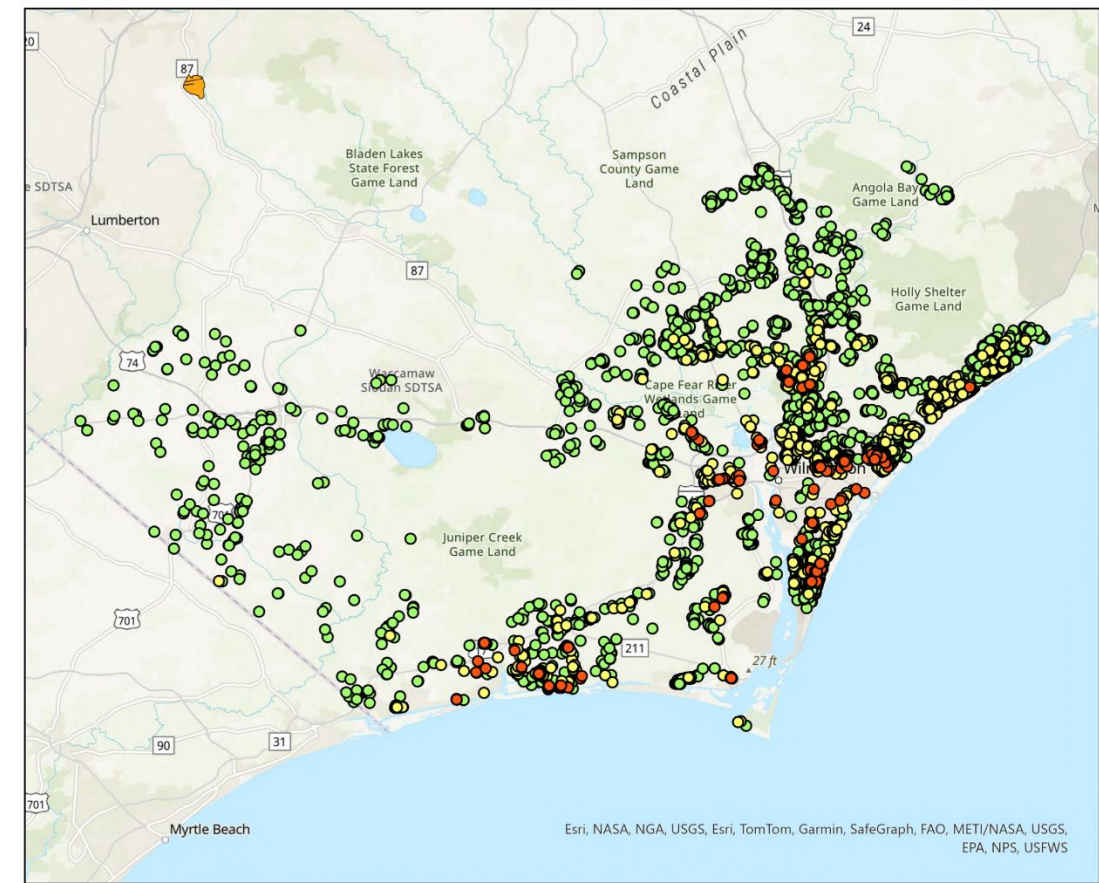 20
24
87
Coastal Plain
Bladen Lakes
State Forest
Game Land
Sampson
County Game
Land
e SDTSA
Angola Bay
Game Land
Lumberton
87
Holly Shelter
Game Land
74
Waccamaw
Siouan SDTSA
Cape Fear River
Wetlands Game
Land
701
Juniper Creek
Game Land
701
211
27 ft
90
31
701
Myrtle Beach
Esri, NASA, NGA, USGS, Esri, TomTom, Garmin, SafeGraph, FAO, METI/NASA, USGS,
EPA, NPS, USFWS